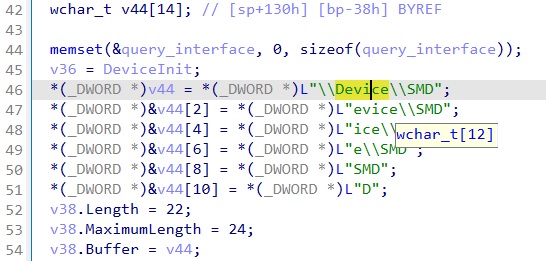 42 wchar_t v44[14]; // [sp+130h] [bp-38h] BYREF
43
44 memset(&query_interface, 0, sizeof(query_interface));
45 v36 = DeviceInit;
46 *(_DWORD *)v44 = *(_DWORD *)L"\\Device\\SMD";
47 *(_DWORD *)&v44[2] = *(_DWORD *)L"evice\\SMD";
48 *(_DWORD *)&v44[4] = *(_DWORD *)L"ice\\
wchar_t[12]
49 *(_DWORD *)&v44[6] = *(_DWORD *)L"e\\SMD";
50 *(_DWORD *)&v44[8] = *(_DWORD *)L"SMD";
51 *(_DWORD *)&v44[10] = *(_DWORD *)L"D";
52 v38.Length = 22;
53 v38.MaximumLength = 24;
54 v38.Buffer = v44;